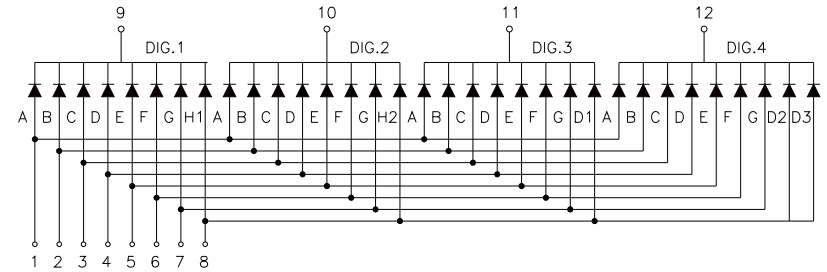 9 10 11 12
DIG.1 DIG.2 DIG.3 DIG.4
A B C D E F G H1 A B C D E F G H2 A B C D E F G D1 A B C D E F G D2 D3
1 2 3 4 5 6 7 8